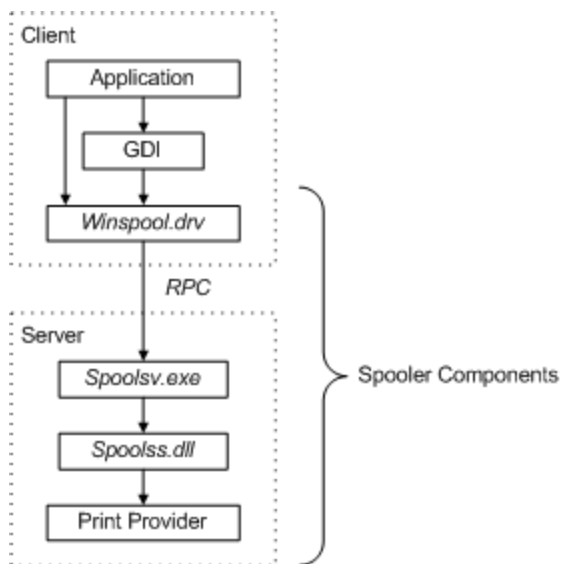 Client
Application
GDI
Winspool.drv
RPC
Server
Spoolsv.exe
Spoolss.dll
Print Provider
Spooler Components